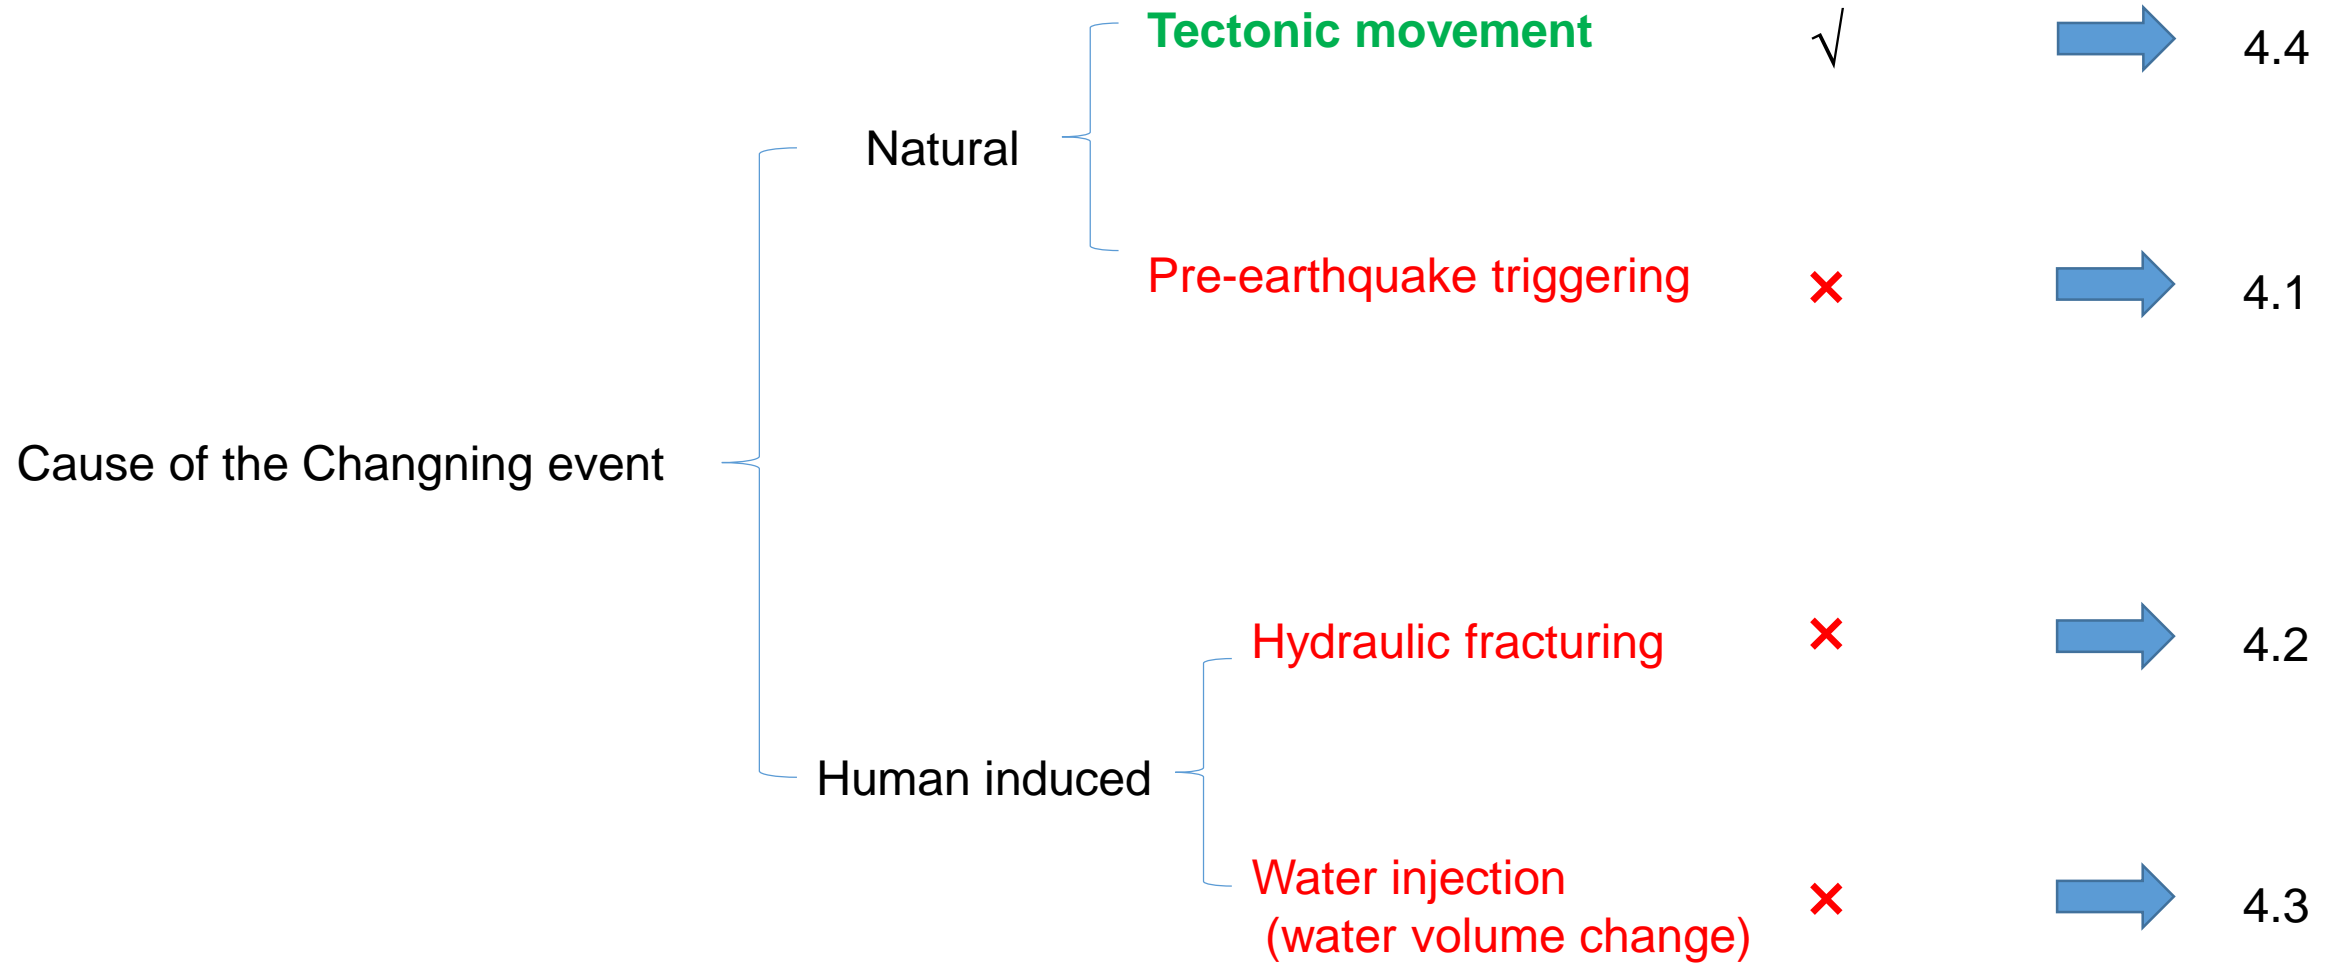 Tectonic movement √ 4.4
Natural
Pre-earthquake triggering × 4.1
Cause of the Changning event
Hydraulic fracturing × 4.2
Human induced
Water injection × 4.3
(water volume change)